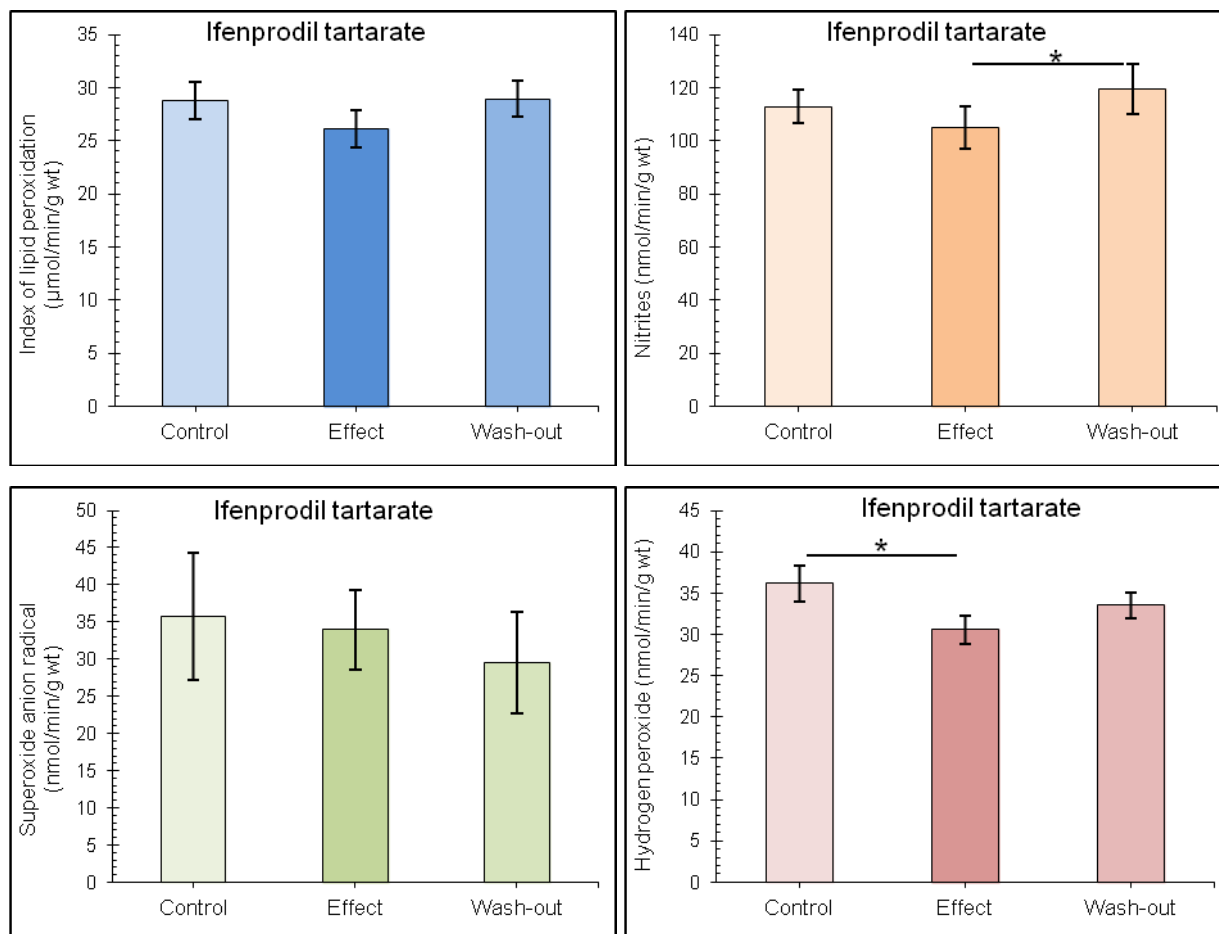 Ifenprodil tartarate
Index of lipid peroxidation
(µmol/min/g wt)
35
30
25
20
15
10
5
0
Control Effect Wash-out
Ifenprodil tartarate
*
Nitrites (nmol/min/g wt)
140
120
100
80
60
40
20
0
Control Effect Wash-out
Ifenprodil tartarate
Superoxide anion radical
(nmol/min/g wt)
50
45
40
35
30
25
20
15
10
5
0
Control Effect Wash-out
Ifenprodil tartarate
*
Hydrogen peroxide (nmol/min/g wt)
45
40
35
30
25
20
15
10
5
0
Control Effect Wash-out